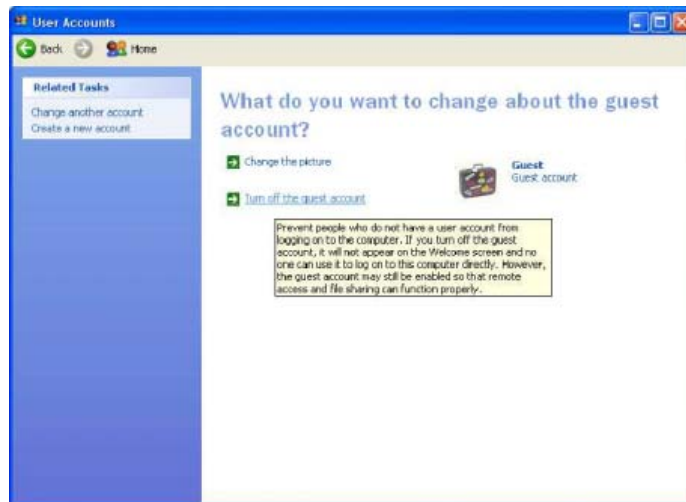 User Accounts
Back Home
Related Tasks
Change another account
Create a new account
What do you want to change about the guest
account?
Change the picture
Turn off the guest account
Guest
Guest account
Prevent people who do not have a user account from
logging on to the computer. If you turn off the guest
account, it will not appear on the Welcome screen and no
one can use it to log on to this computer directly. However,
the guest account may still be enabled so that remote
access and file sharing can function properly.